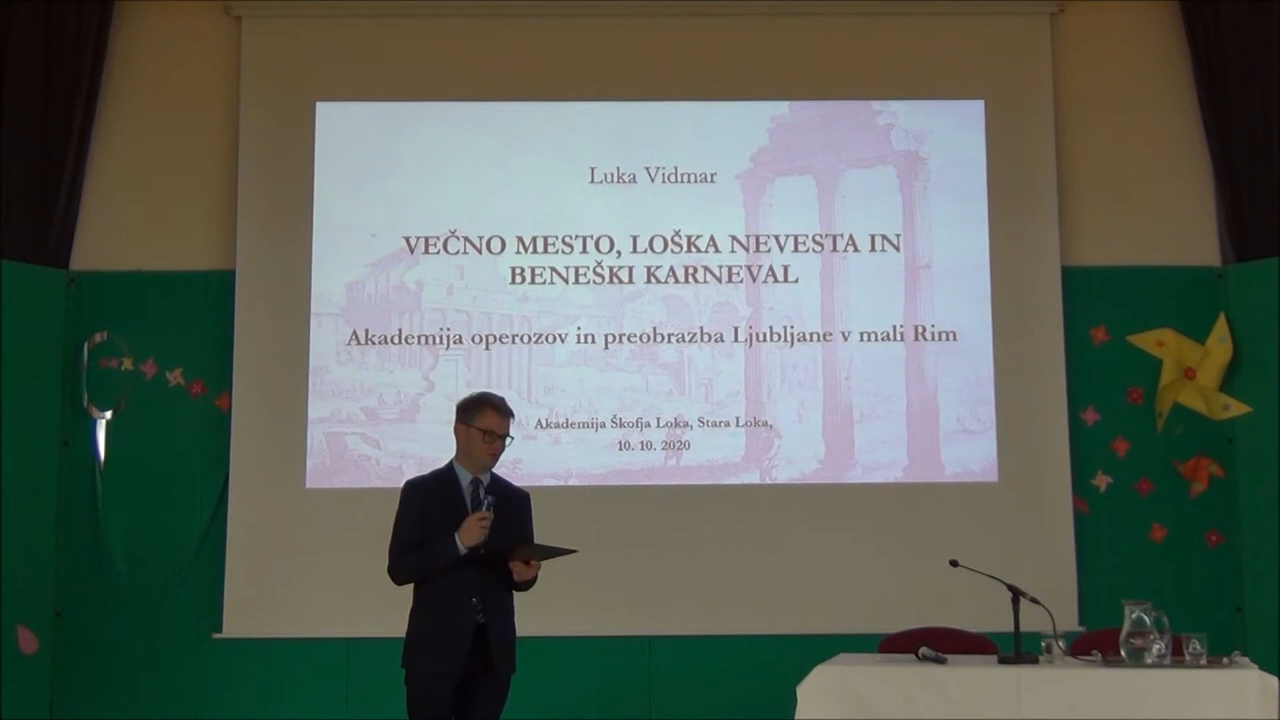 Luka Vidmar
VEČNO MESTO, LOŠKA NEVESTA IN
BENEŠKI KARNEVAL
Akademija operozov in preobrazba Ljubljane v mali Rim
Akademija Škofja Loka, Stara Loka,
10. 10. 2020